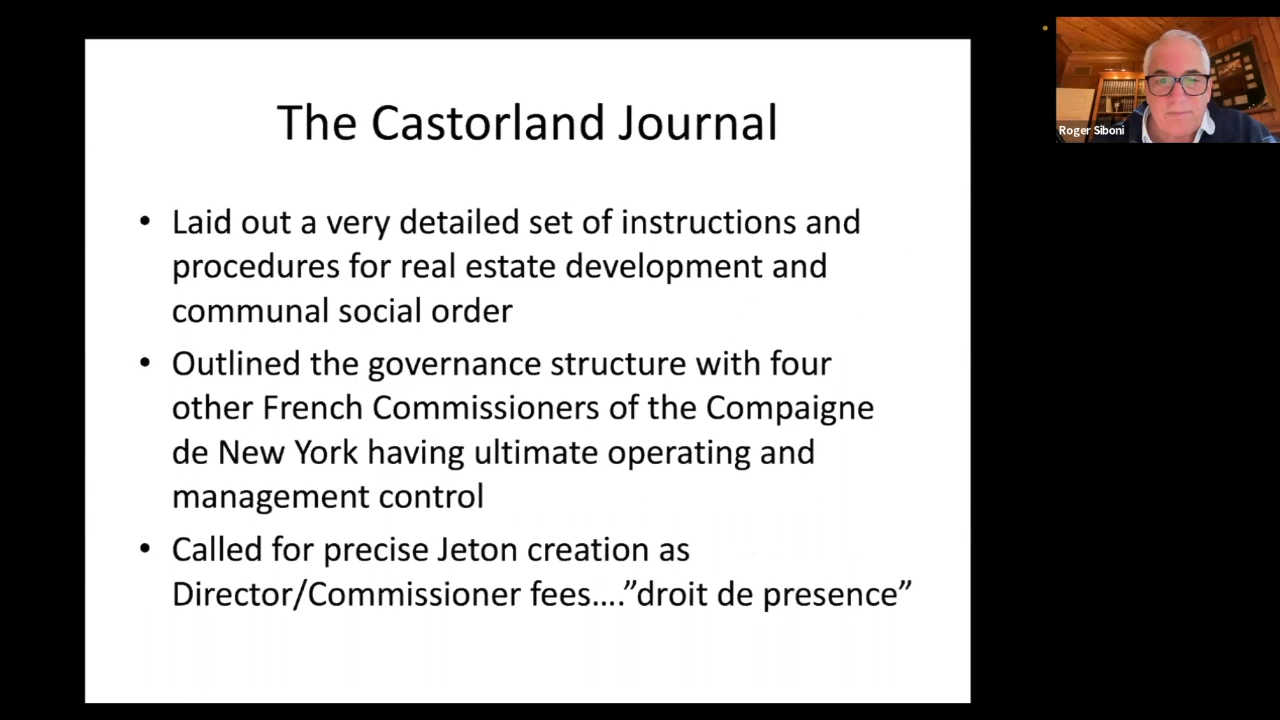 The Castorland Journal
• Laid out a very detailed set of instructions and
procedures for real estate development and
communal social order
• Outlined the governance structure with four
other French Commissioners of the Compaigne
de New York having ultimate operating and
management control
• Called for precise Jeton creation as
Director/Commissioner fees….”droit de presence”
Roger Siboni